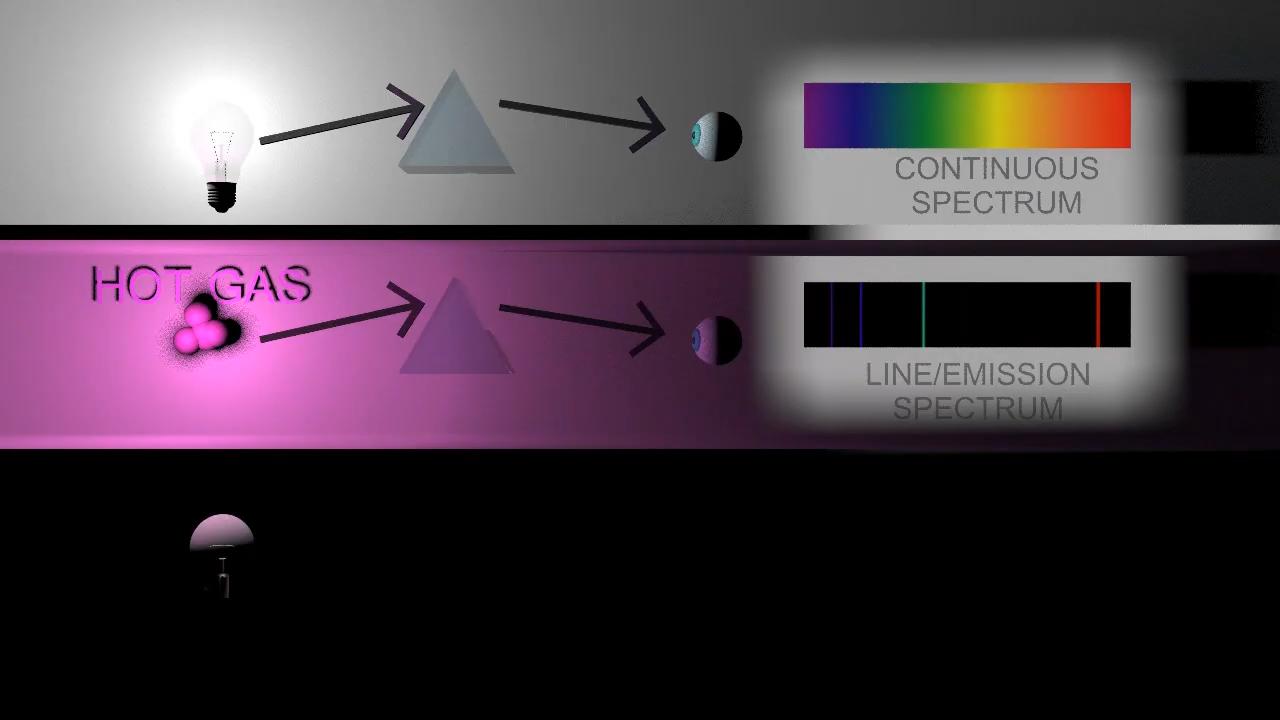 CONTINUOUS
SPECTRUM
HOT GAS
LINE/EMISSION
SPECTRUM